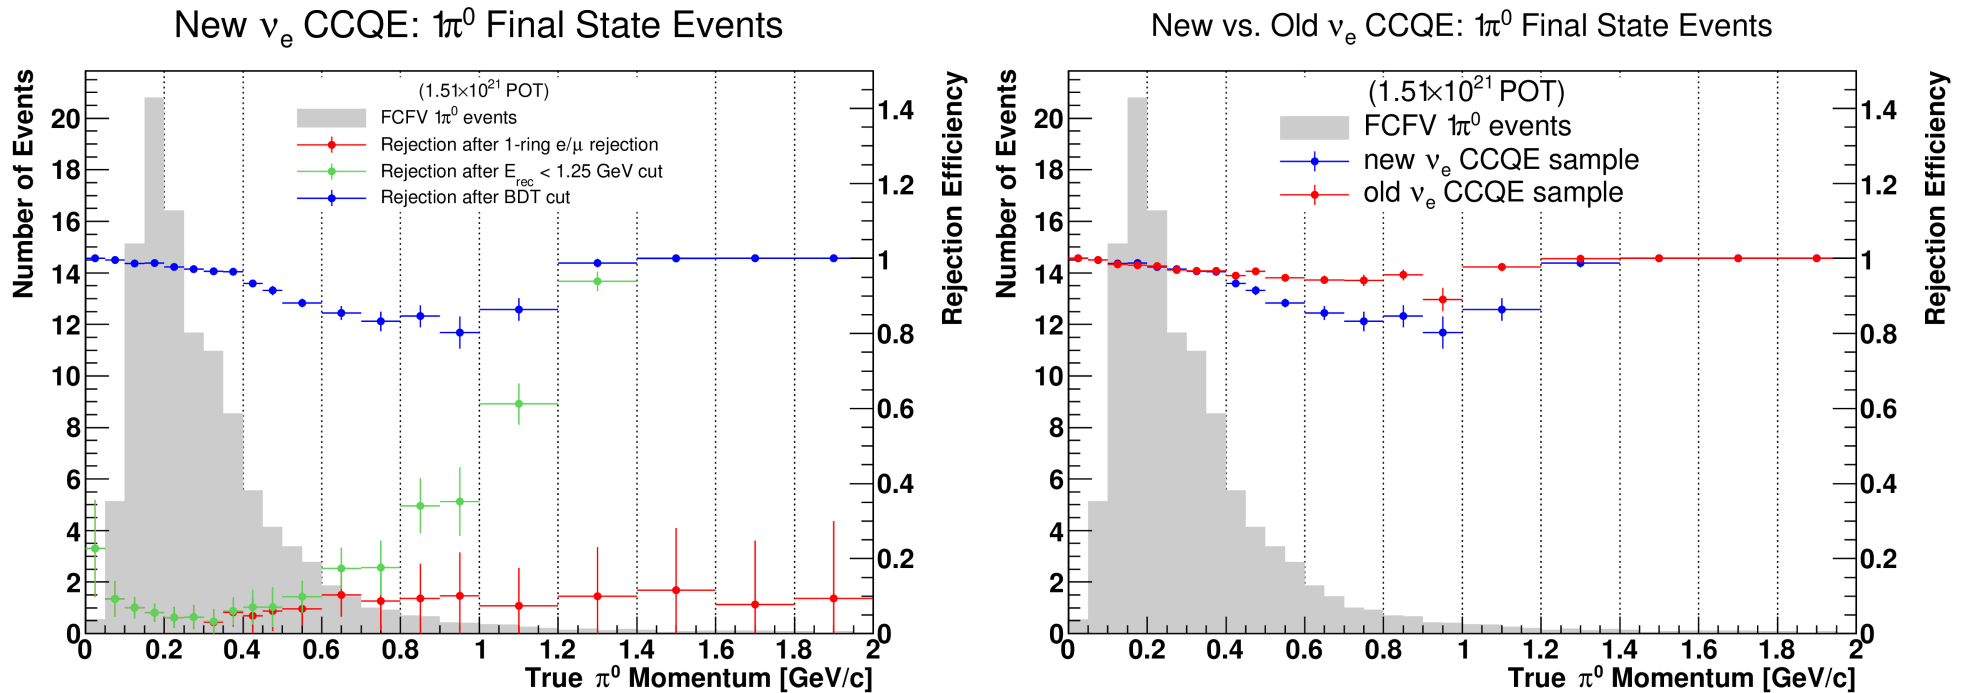 New νe CCQE: 1π⁰ Final State Events
(1.51×10²¹ POT)
FCFV 1π⁰ events
Rejection after 1-ring e/μ rejection
Rejection after Erec < 1.25 GeV cut
Rejection after BDT cut
Number of Events
20
18
16
14
12
10
8
6
4
2
0
Rejection Efficiency
1.4
1.2
1
0.8
0.6
0.4
0.2
0
0 0.2 0.4 0.6 0.8 1 1.2 1.4 1.6 1.8 2
True π⁰ Momentum [GeV/c]
New vs. Old νe CCQE: 1π⁰ Final State Events
(1.51×10²¹ POT)
FCFV 1π⁰ events
new νe CCQE sample
old νe CCQE sample
Number of Events
20
18
16
14
12
10
8
6
4
2
0
Rejection Efficiency
1.4
1.2
1
0.8
0.6
0.4
0.2
0
0 0.2 0.4 0.6 0.8 1 1.2 1.4 1.6 1.8 2
True π⁰ Momentum [GeV/c]